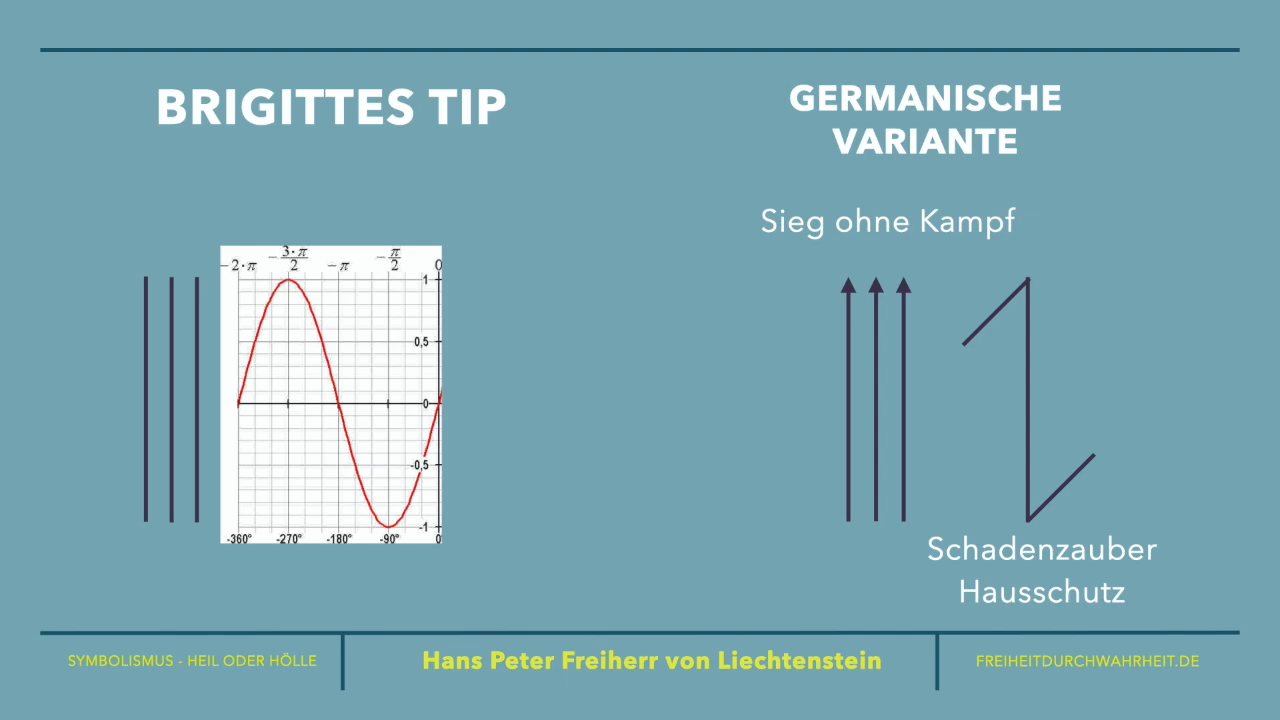 BRIGITTES TIP
GERMANISCHE
VARIANTE
Sieg ohne Kampf
−2·π −3·π/2 −π −π/2 0
1
0,5
0
-0,5
-1
-360° -270° -180° -90° 0
Schadenzauber
Hausschutz
SYMBOLISMUS - HEIL ODER HÖLLE
Hans Peter Freiherr von Liechtenstein
FREIHEITDURCHWAHRHEIT.DE